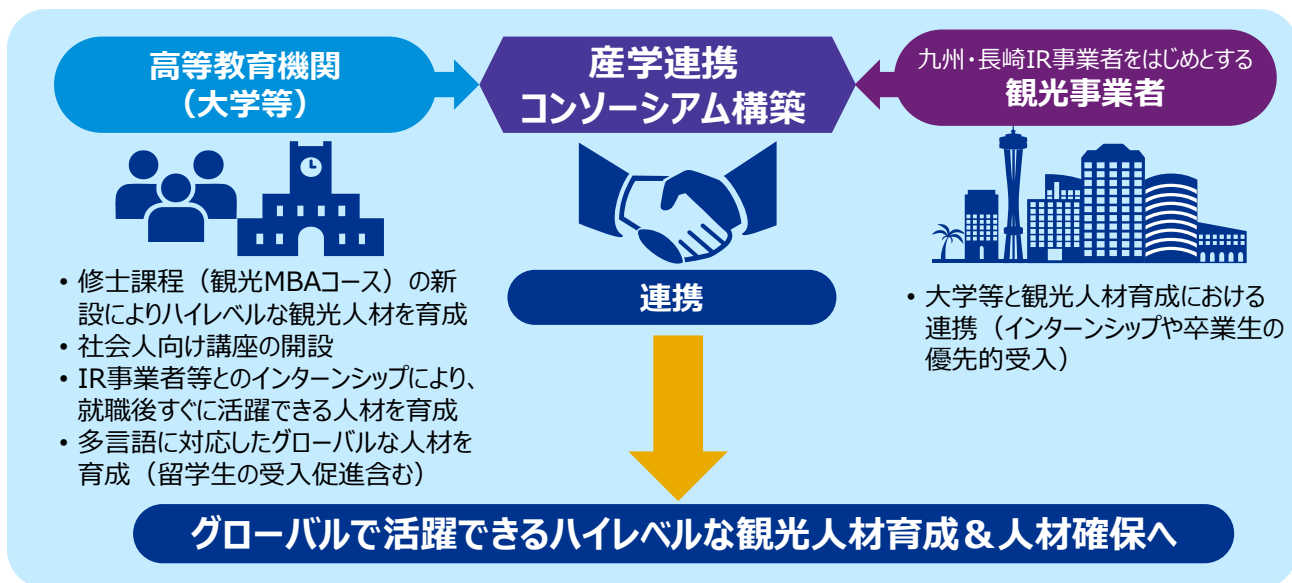 高等教育機関
（大学等）
産学連携
コンソーシアム構築
九州・長崎IR事業者をはじめとする
観光事業者
• 修士課程（観光MBAコース）の新
設によりハイレベルな観光人材を育成
• 社会人向け講座の開設
• IR事業者等とのインターンシップにより、
就職後すぐに活躍できる人材を育成
• 多言語に対応したグローバルな人材を
育成（留学生の受入促進含む）
連携
• 大学等と観光人材育成における
連携（インターンシップや卒業生の
優先的受入）
グローバルで活躍できるハイレベルな観光人材育成＆人材確保へ